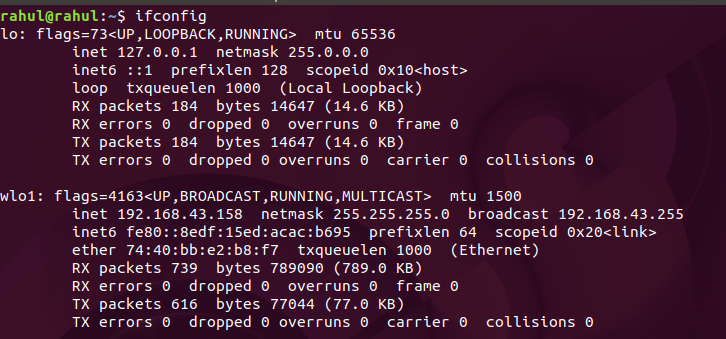 rahul@rahul:~$ ifconfig
lo: flags=73<UP,LOOPBACK,RUNNING>  mtu 65536
        inet 127.0.0.1  netmask 255.0.0.0
        inet6 ::1  prefixlen 128  scopeid 0x10<host>
        loop  txqueuelen 1000  (Local Loopback)
        RX packets 184  bytes 14647 (14.6 KB)
        RX errors 0  dropped 0  overruns 0  frame 0
        TX packets 184  bytes 14647 (14.6 KB)
        TX errors 0  dropped 0 overruns 0  carrier 0  collisions 0

wlo1: flags=4163<UP,BROADCAST,RUNNING,MULTICAST>  mtu 1500
        inet 192.168.43.158  netmask 255.255.255.0  broadcast 192.168.43.255
        inet6 fe80::8edf:15ed:acac:b695  prefixlen 64  scopeid 0x20<link>
        ether 74:40:bb:e2:b8:f7  txqueuelen 1000  (Ethernet)
        RX packets 739  bytes 789090 (789.0 KB)
        RX errors 0  dropped 0  overruns 0  frame 0
        TX packets 616  bytes 77044 (77.0 KB)
        TX errors 0  dropped 0 overruns 0  carrier 0  collisions 0